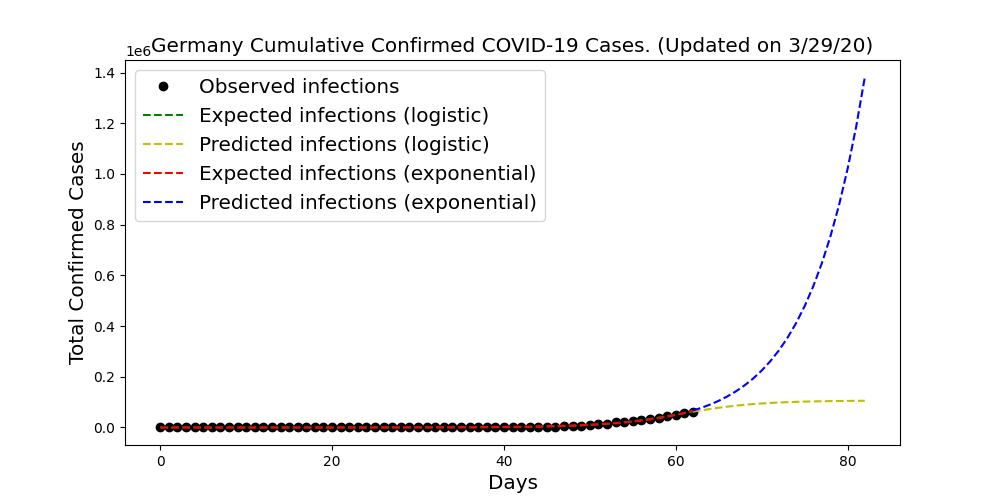 Germany Cumulative Confirmed COVID-19 Cases. (Updated on 3/29/20)
1e6
Observed infections
Expected infections (logistic)
Predicted infections (logistic)
Expected infections (exponential)
Predicted infections (exponential)
Total Confirmed Cases
1.4
1.2
1.0
0.8
0.6
0.4
0.2
0.0
0 20 40 60 80
Days